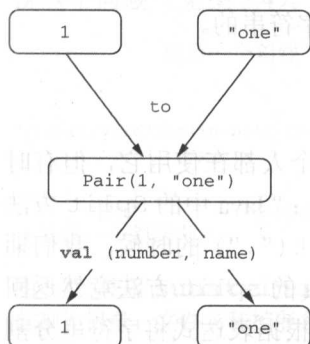 1 "one"
to
Pair(1, "one")
val (number, name)
1 "one"